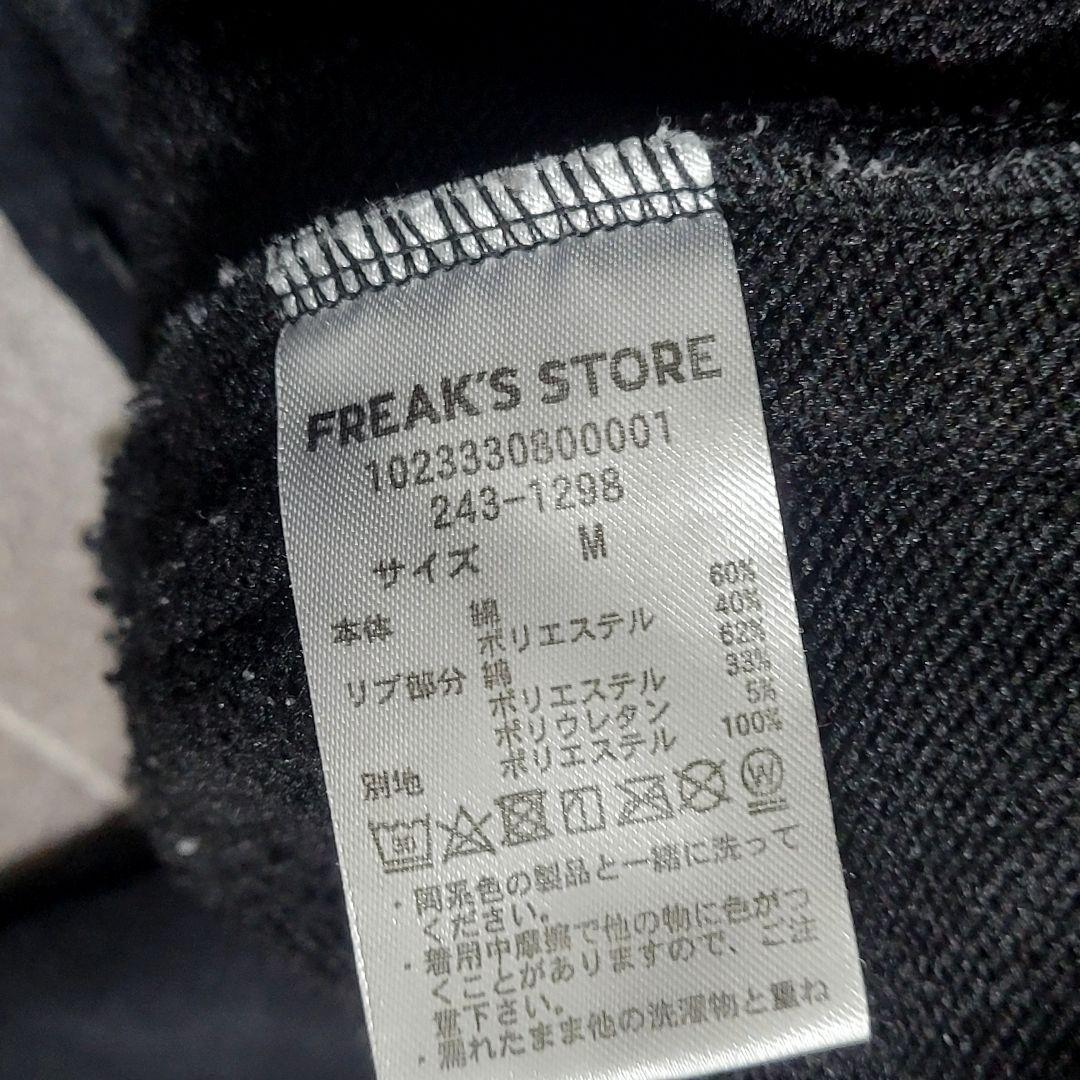 FREAK'S STORE
1023330800001
243-1298
サイズ M
本体 綿 60%
ポリエステル 40%
リブ部分 綿 62%
ポリエステル 33%
ポリウレタン 5%
別地 ポリエステル 100%
30 W
・同系色の製品と一緒に洗って
ください。
・着用中摩擦で他の物に色がつ
くことがありますので、ご注
意下さい。
・濡れたまま他の洗濯物と重ね